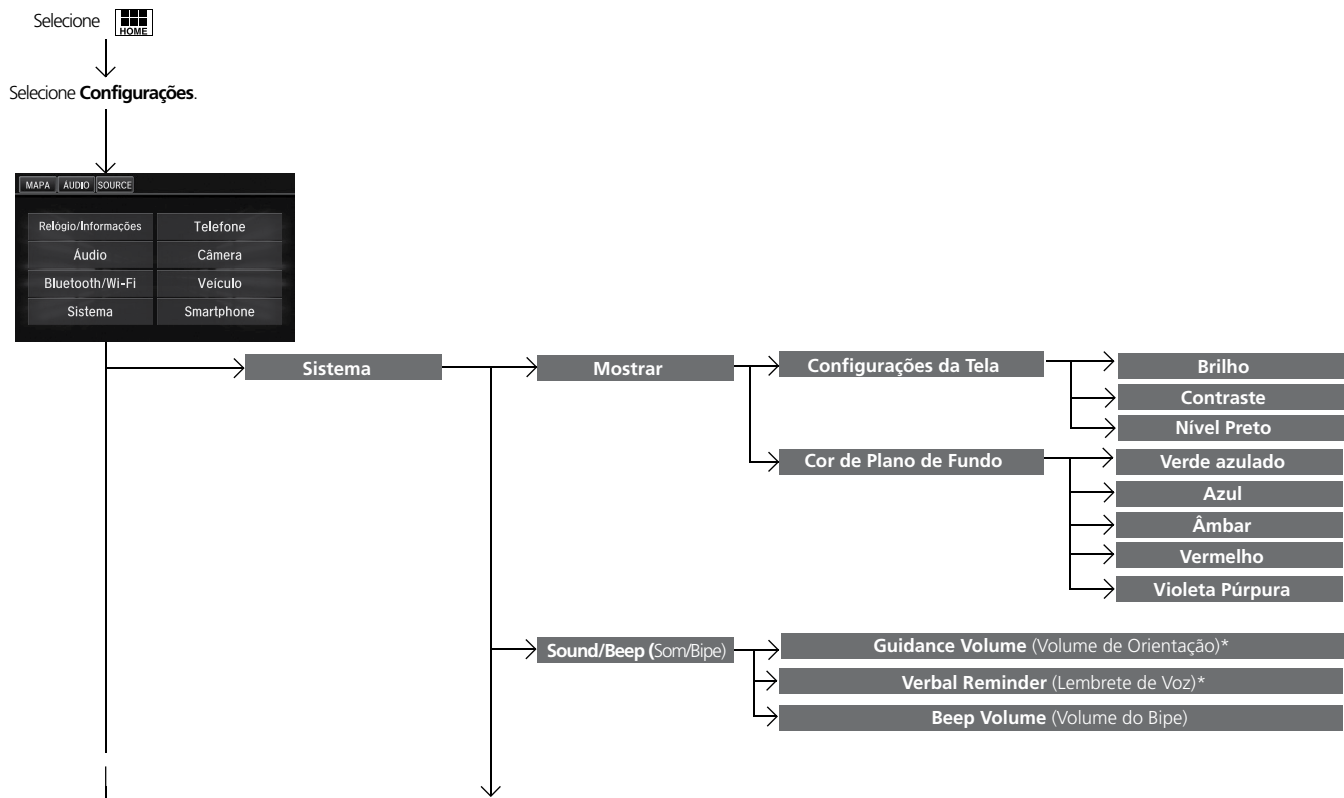 Selecione HOME
Selecione Configurações.
MAPA ÁUDIO SOURCE
Relógio/Informações Telefone
Áudio Câmera
Bluetooth/Wi-Fi Veículo
Sistema Smartphone
Sistema
Mostrar
Configurações da Tela
Brilho
Contraste
Nível Preto
Cor de Plano de Fundo
Verde azulado
Azul
Âmbar
Vermelho
Violeta Púrpura
Sound/Beep (Som/Bipe)
Guidance Volume (Volume de Orientação)*
Verbal Reminder (Lembrete de Voz)*
Beep Volume (Volume do Bipe)